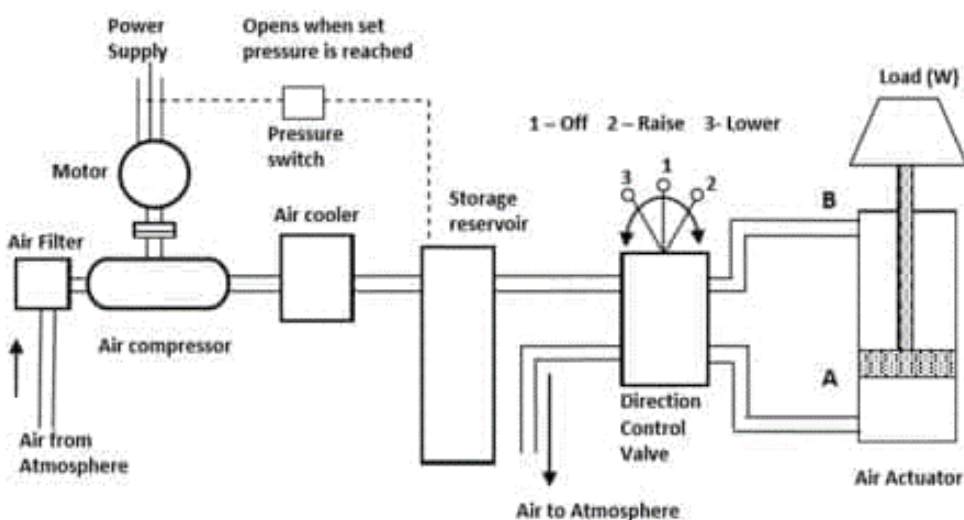 Power
Supply
Opens when set
pressure is reached
Load (W)
Pressure
switch
1 – Off 2 – Raise 3- Lower
Motor
3
1
2
Storage
reservoir
Air cooler
B
Air Filter
Air compressor
A
Direction
Control
Valve
Air from
Atmosphere
Air Actuator
Air to Atmosphere